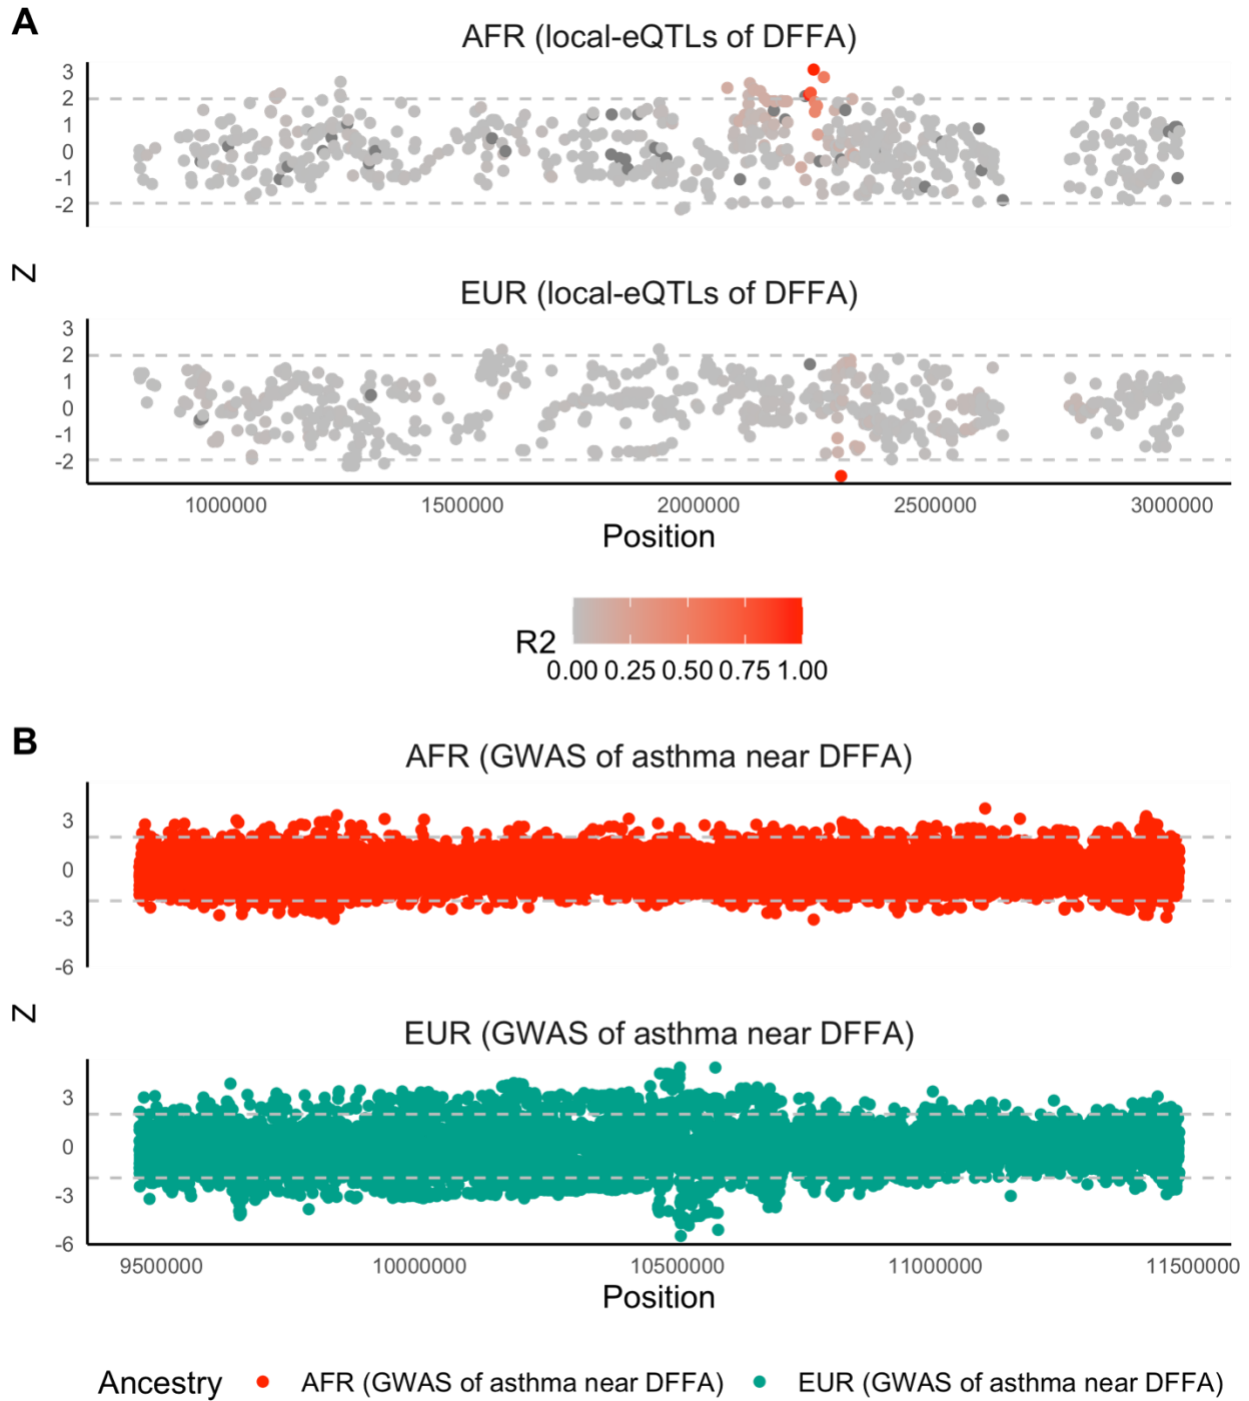 A
AFR (local-eQTLs of DFFA)
3
2
1
0
-1
-2
Z
EUR (local-eQTLs of DFFA)
3
2
1
0
-1
-2
1000000 1500000 2000000 2500000 3000000
Position
R2
0.00 0.25 0.50 0.75 1.00
B
AFR (GWAS of asthma near DFFA)
3
0
-3
-6
Z
EUR (GWAS of asthma near DFFA)
3
0
-3
-6
9500000 10000000 10500000 11000000 11500000
Position
Ancestry AFR (GWAS of asthma near DFFA) EUR (GWAS of asthma near DFFA)